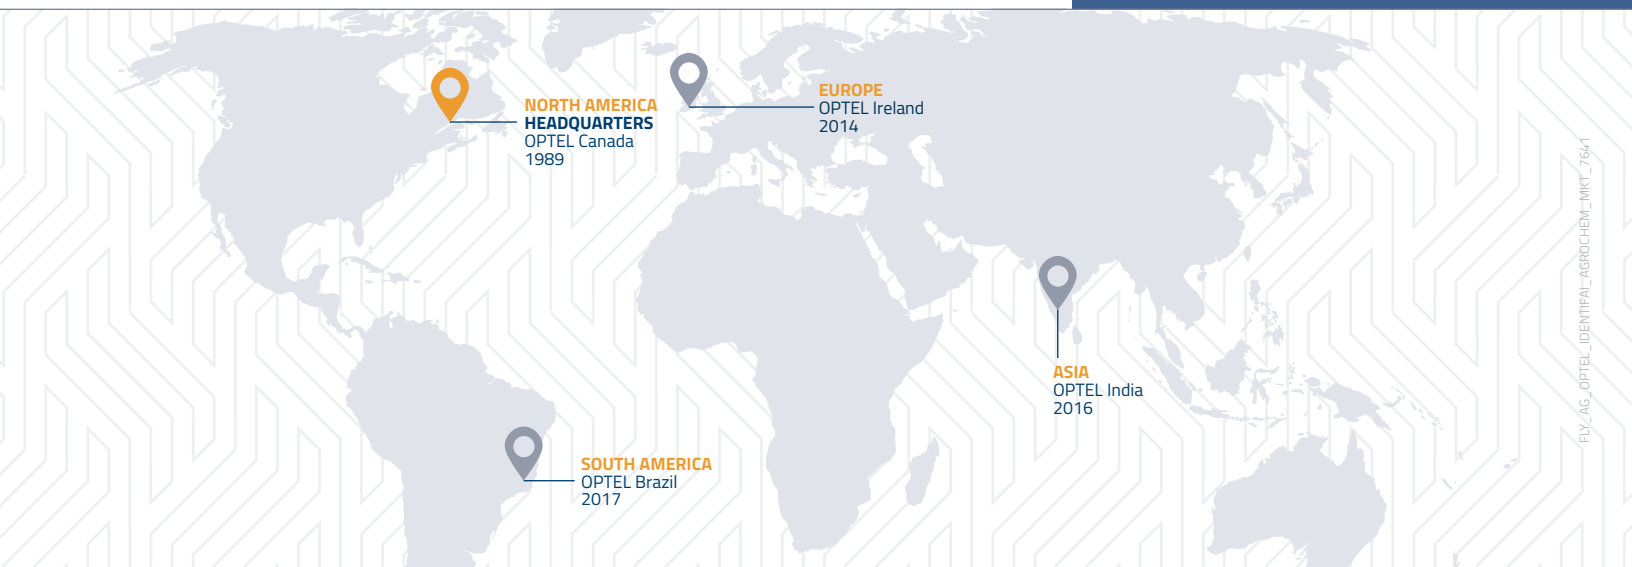 NORTH AMERICA
HEADQUARTERS
OPTEL Canada
1989
EUROPE
OPTEL Ireland
2014
ASIA
OPTEL India
2016
SOUTH AMERICA
OPTEL Brazil
2017
FLY_AG_OPTEL_IDENTIFAI_AGROCHEM_MKT_7641